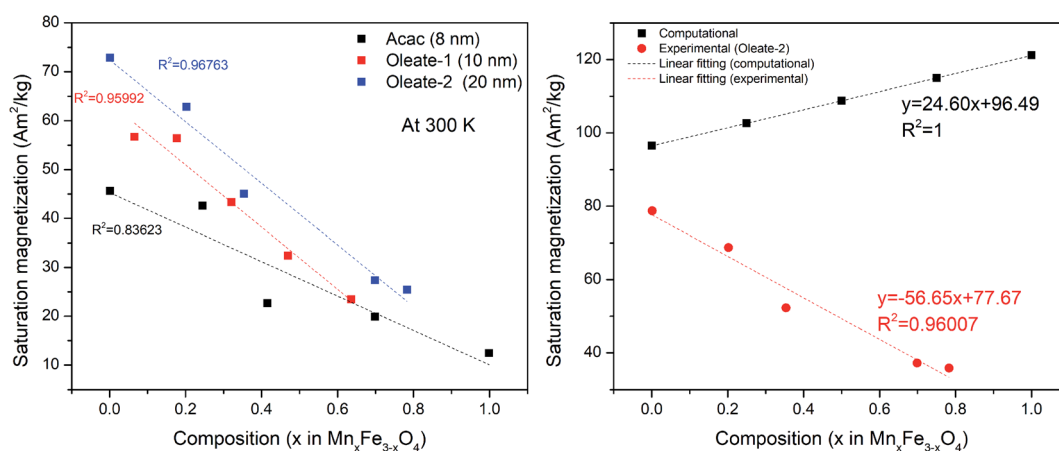 Saturation magnetization (Am²/kg)
80
70
60
50
40
30
20
10
Acac (8 nm)
Oleate-1 (10 nm)
Oleate-2 (20 nm)
At 300 K
R²=0.96763
R²=0.95992
R²=0.83623
0.0 0.2 0.4 0.6 0.8 1.0
Composition (x in MnₓFe₃₋ₓO₄)
Saturation magnetization (Am²/kg)
120
100
80
60
40
Computational
Experimental (Oleate-2)
Linear fitting (computational)
Linear fitting (experimental)
y=24.60x+96.49
R²=1
y=-56.65x+77.67
R²=0.96007
0.0 0.2 0.4 0.6 0.8 1.0
Composition (x in MnₓFe₃₋ₓO₄)